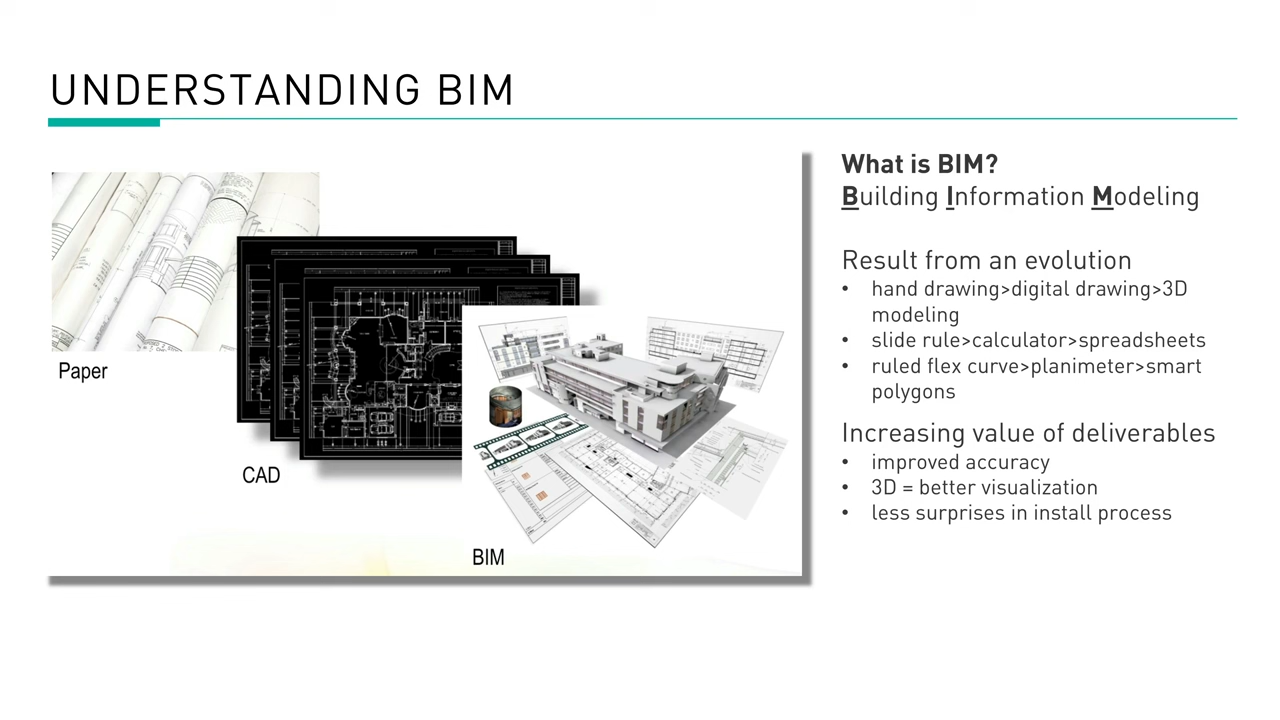 UNDERSTANDING BIM
Paper
CAD
BIM
What is BIM?
Building Information Modeling
Result from an evolution
• hand drawing>digital drawing>3D
modeling
• slide rule>calculator>spreadsheets
• ruled flex curve>planimeter>smart
polygons
Increasing value of deliverables
• improved accuracy
• 3D = better visualization
• less surprises in install process